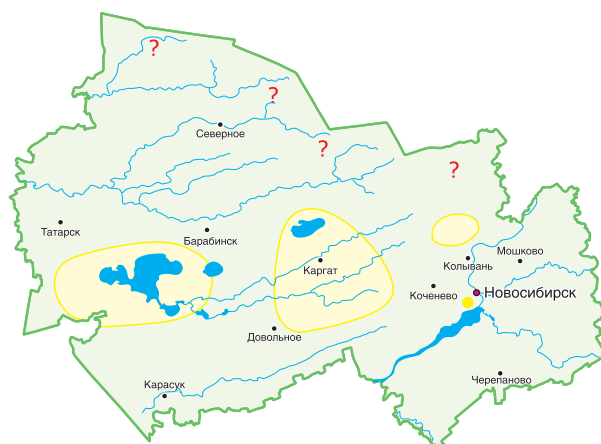 ?
?
Северное
?
?
Татарск
Барабинск
Мошково
Каргат
Колывань
Коченево
Новосибирск
Довольное
Карасук
Черепаново